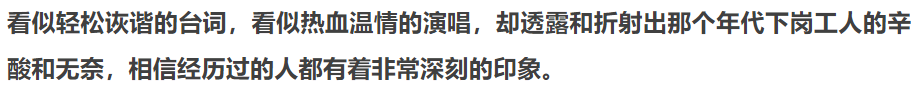 看似轻松诙谐的台词，看似热血温情的演唱，却透露和折射出那个年代下岗工人的辛
酸和无奈，相信经历过的人都有着非常深刻的印象。